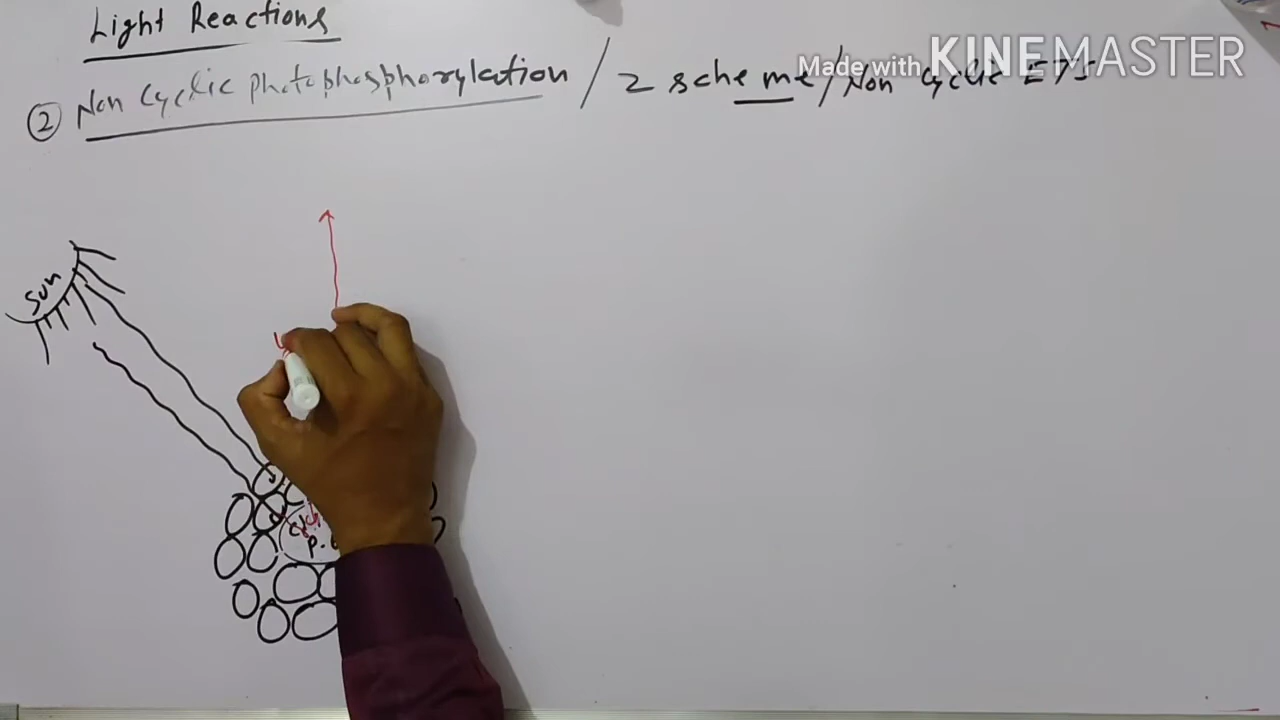 Light Reactions
② Non Cyclic Photophosphorylation / Z scheme / Non Cyclic ETS
Made with KINEMASTER
Sun